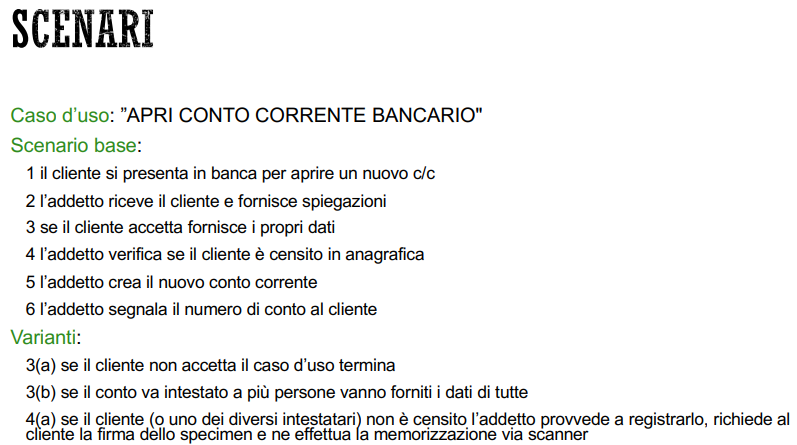 SCENARI
Caso d'uso: ”APRI CONTO CORRENTE BANCARIO"
Scenario base:
1 il cliente si presenta in banca per aprire un nuovo c/c
2 l’addetto riceve il cliente e fornisce spiegazioni
3 se il cliente accetta fornisce i propri dati
4 l’addetto verifica se il cliente è censito in anagrafica
5 l’addetto crea il nuovo conto corrente
6 l’addetto segnala il numero di conto al cliente
Varianti:
3(a) se il cliente non accetta il caso d’uso termina
3(b) se il conto va intestato a più persone vanno forniti i dati di tutte
4(a) se il cliente (o uno dei diversi intestatari) non è censito l’addetto provvede a registrarlo, richiede al
cliente la firma dello specimen e ne effettua la memorizzazione via scanner